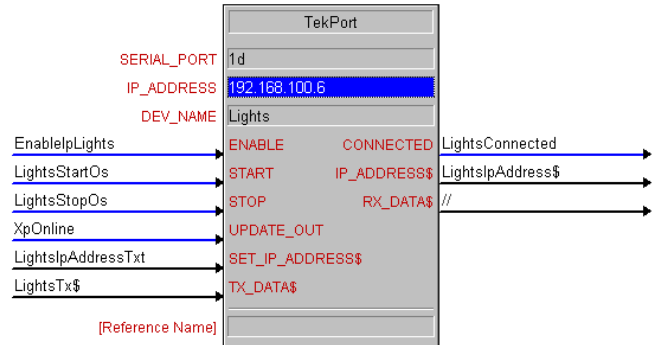 TekPort
SERIAL_PORT 1d
IP_ADDRESS 192.168.100.6
DEV_NAME Lights
EnableIpLights ENABLE CONNECTED LightsConnected
LightsStartOs START IP_ADDRESS$ LightsIpAddress$
LightsStopOs STOP RX_DATA$ //
XpOnline UPDATE_OUT
LightsIpAddressTxt SET_IP_ADDRESS$
LightsTx$ TX_DATA$
[Reference Name]